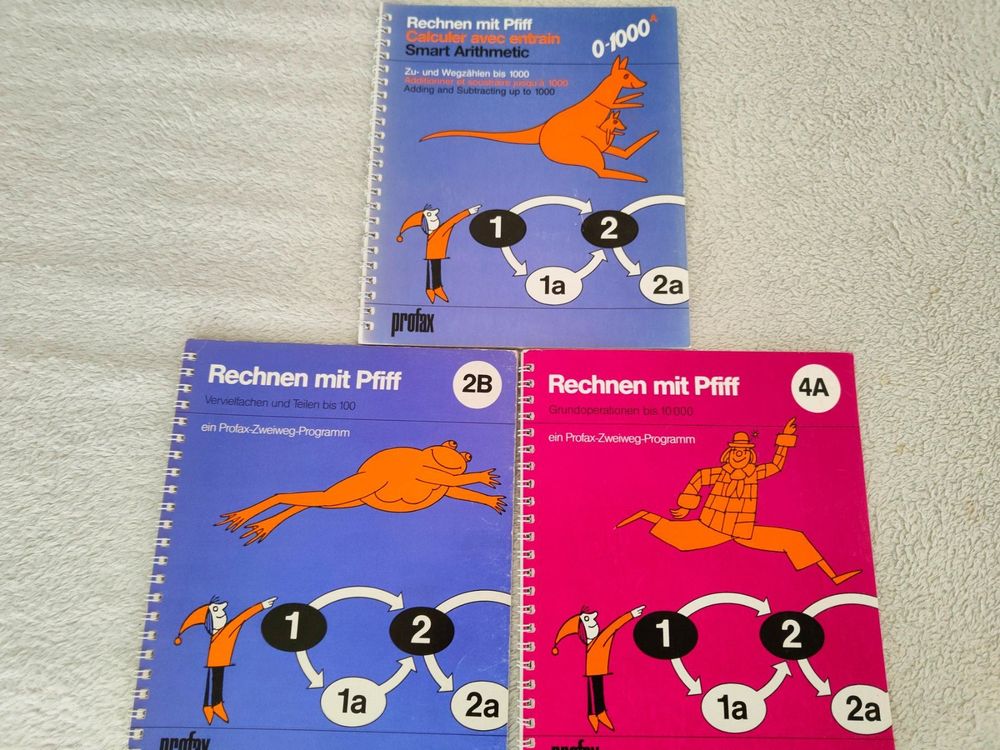 Rechnen mit Pfiff
Calculer avec entrain
Smart Arithmetic
0-1000 A
Zu- und Wegzählen bis 1000
Additionner et soustraire jusqu'à 1000
Adding and Subtracting up to 1000
1
2
1a
2a
profax
Rechnen mit Pfiff
2B
Vervielfachen und Teilen bis 100
ein Profax-Zweiweg-Programm
1
2
1a
2a
profax
Rechnen mit Pfiff
4A
Grundoperationen bis 10 000
ein Profax-Zweiweg-Programm
1
2
1a
2a
profax